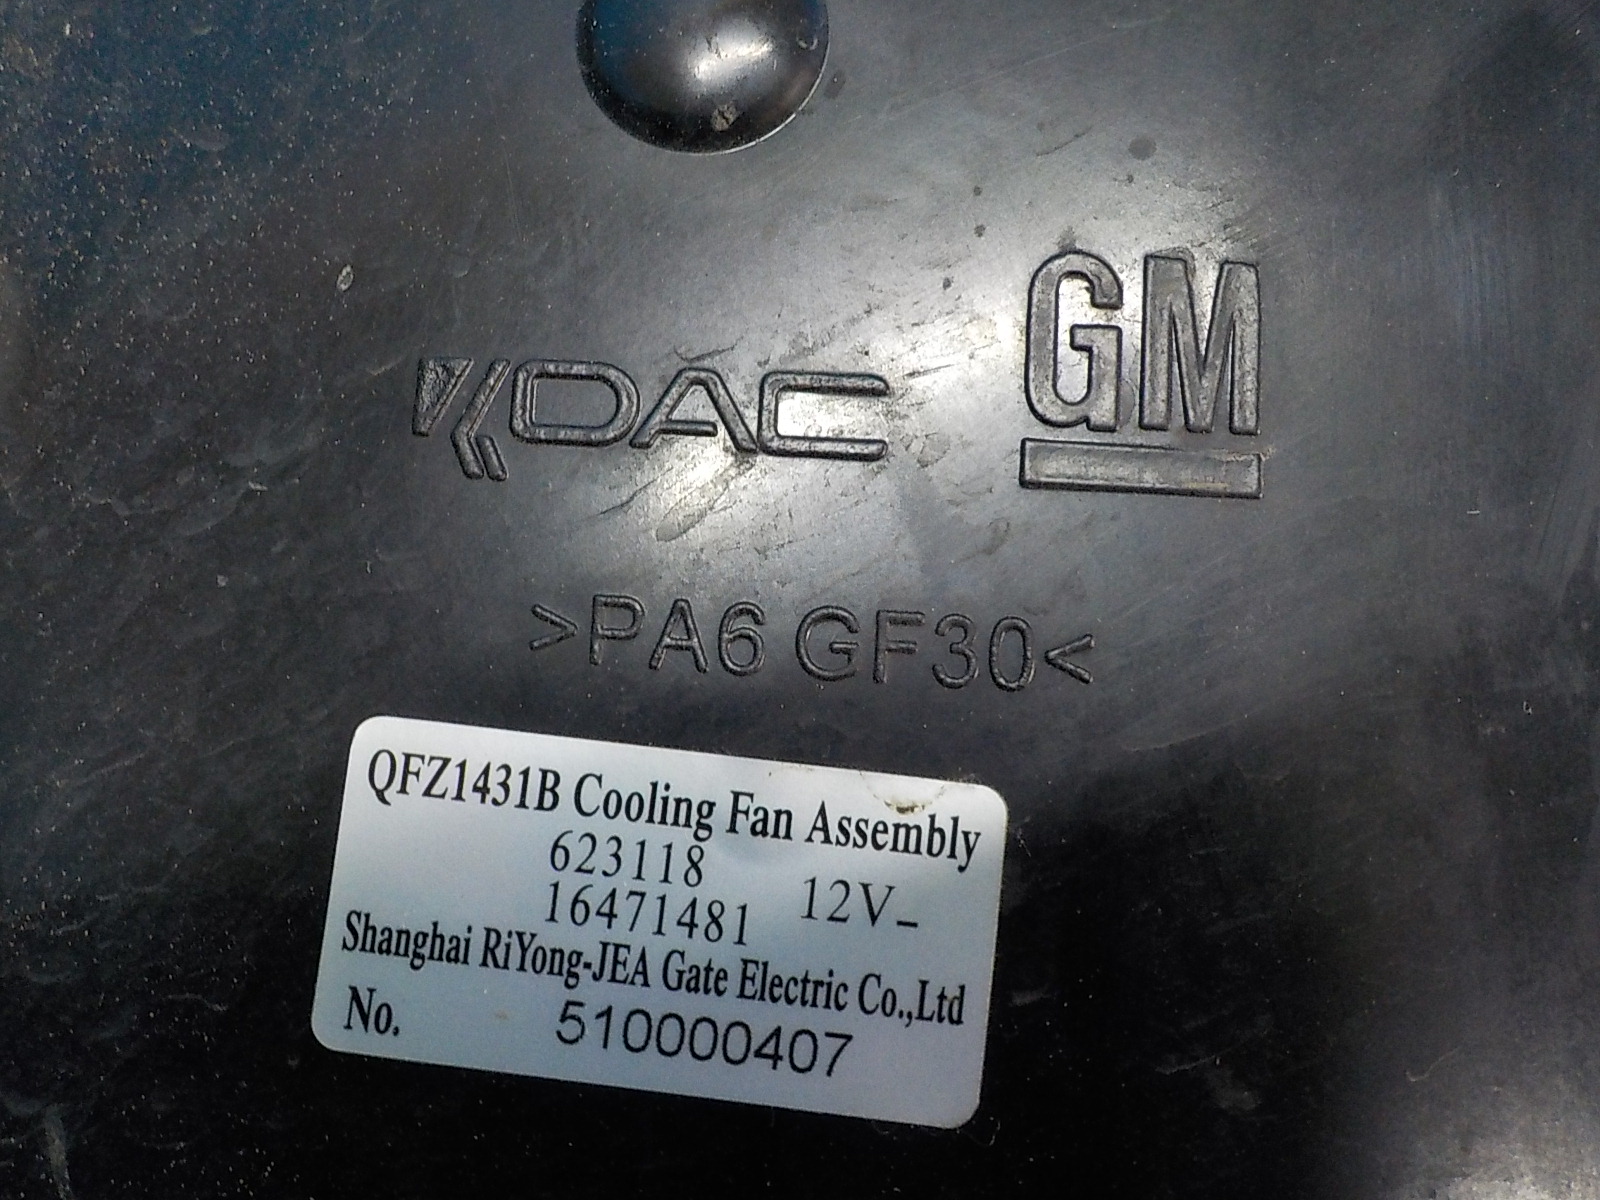 KDAC
GM
>PA6 GF30<
QFZ1431B Cooling Fan Assembly
623118
16471481 12V-
Shanghai RiYong-JEA Gate Electric Co.,Ltd
No. 510000407